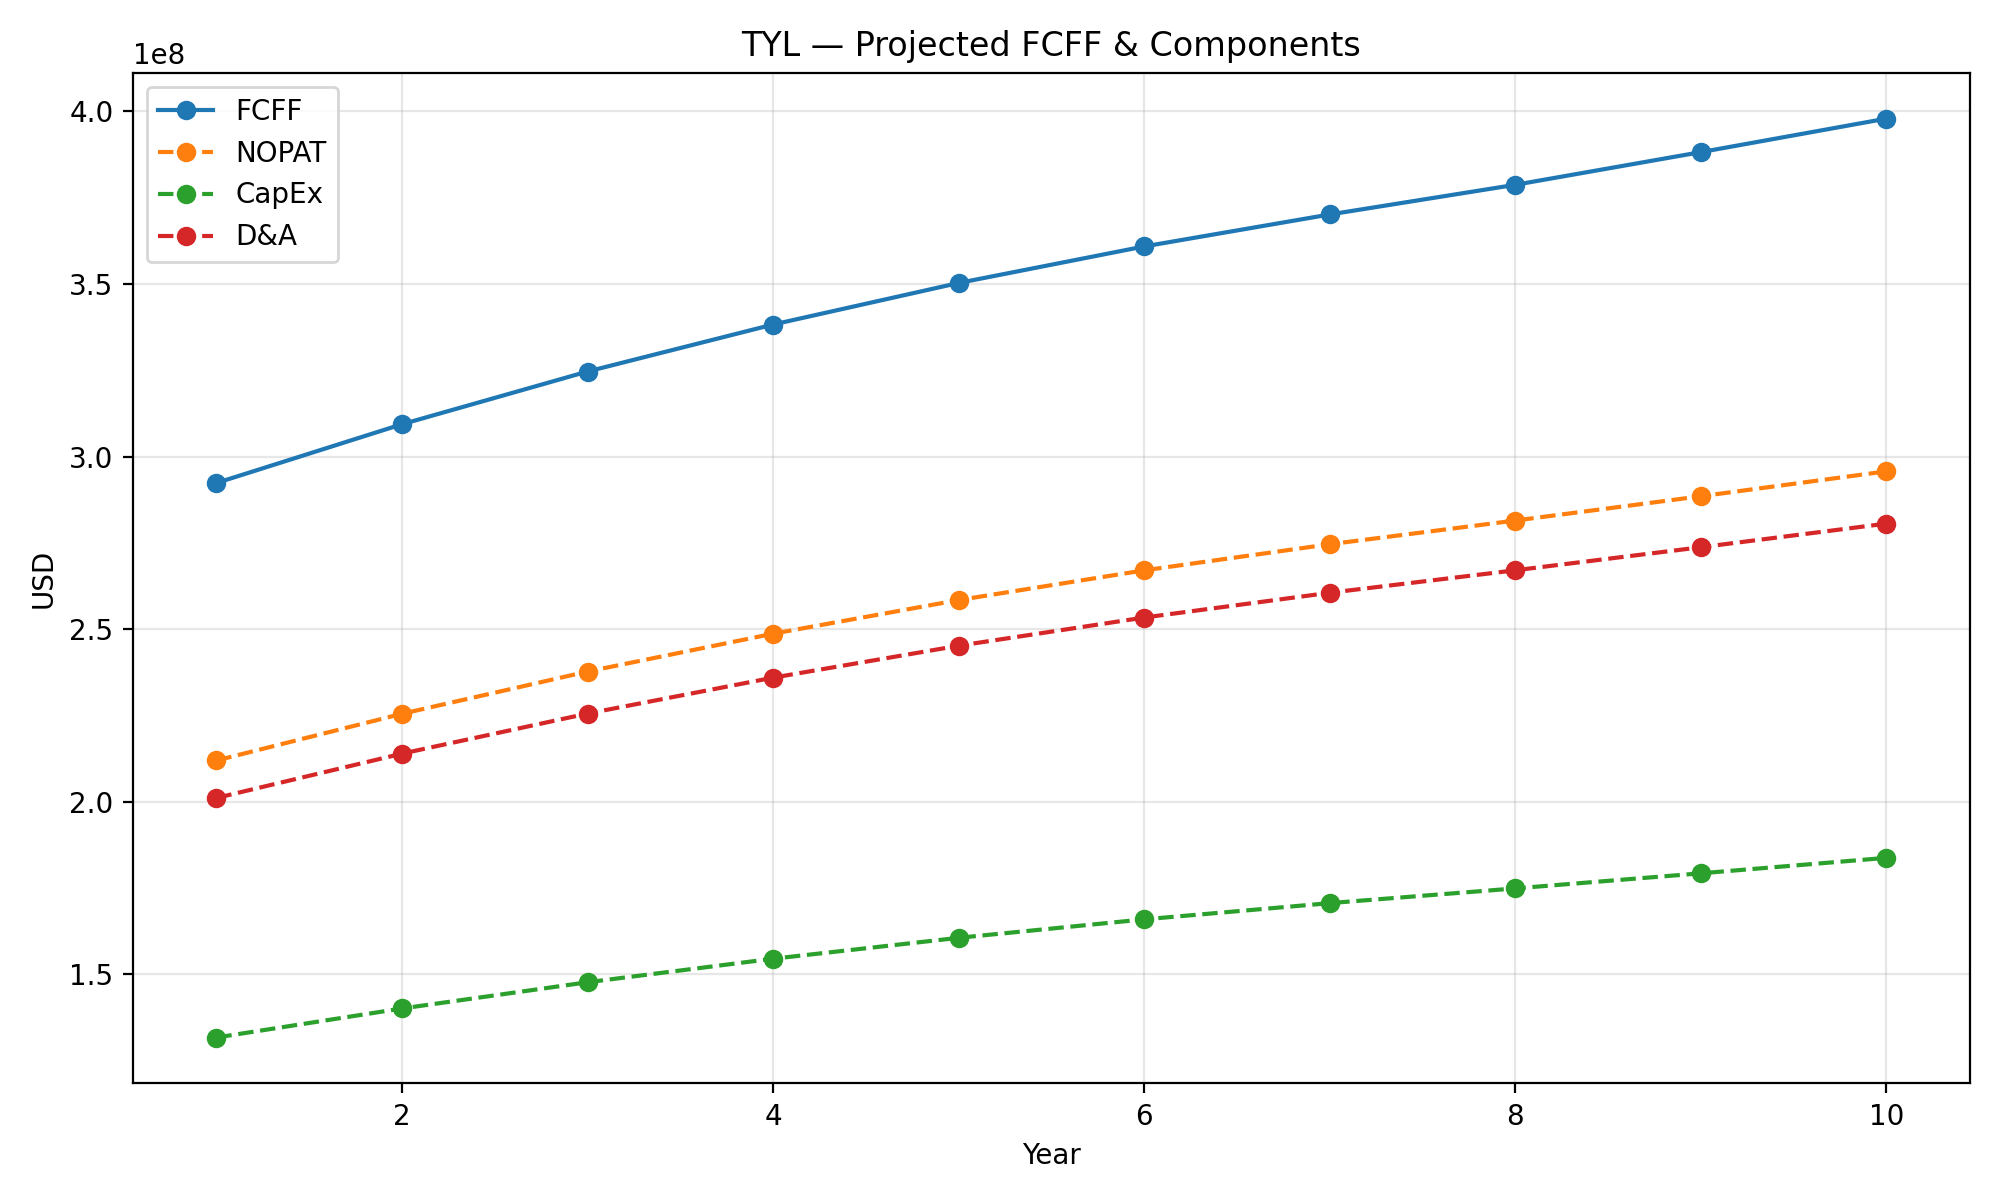 TYL — Projected FCFF & Components
1e8
FCFF
NOPAT
CapEx
D&A
4.0
3.5
3.0
2.5
2.0
1.5
USD
2 4 6 8 10
Year